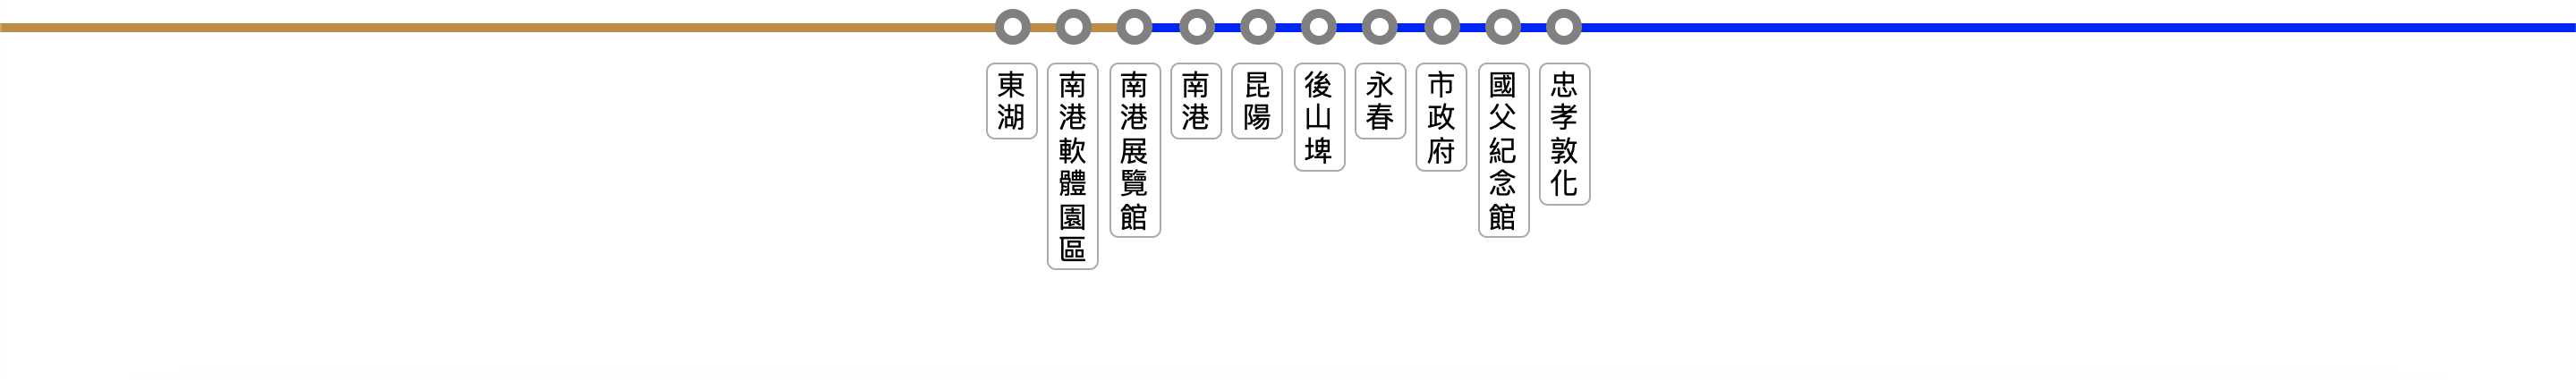 東湖
南港軟體園區
南港展覽館
南港
昆陽
後山埤
永春
市政府
國父紀念館
忠孝敦化